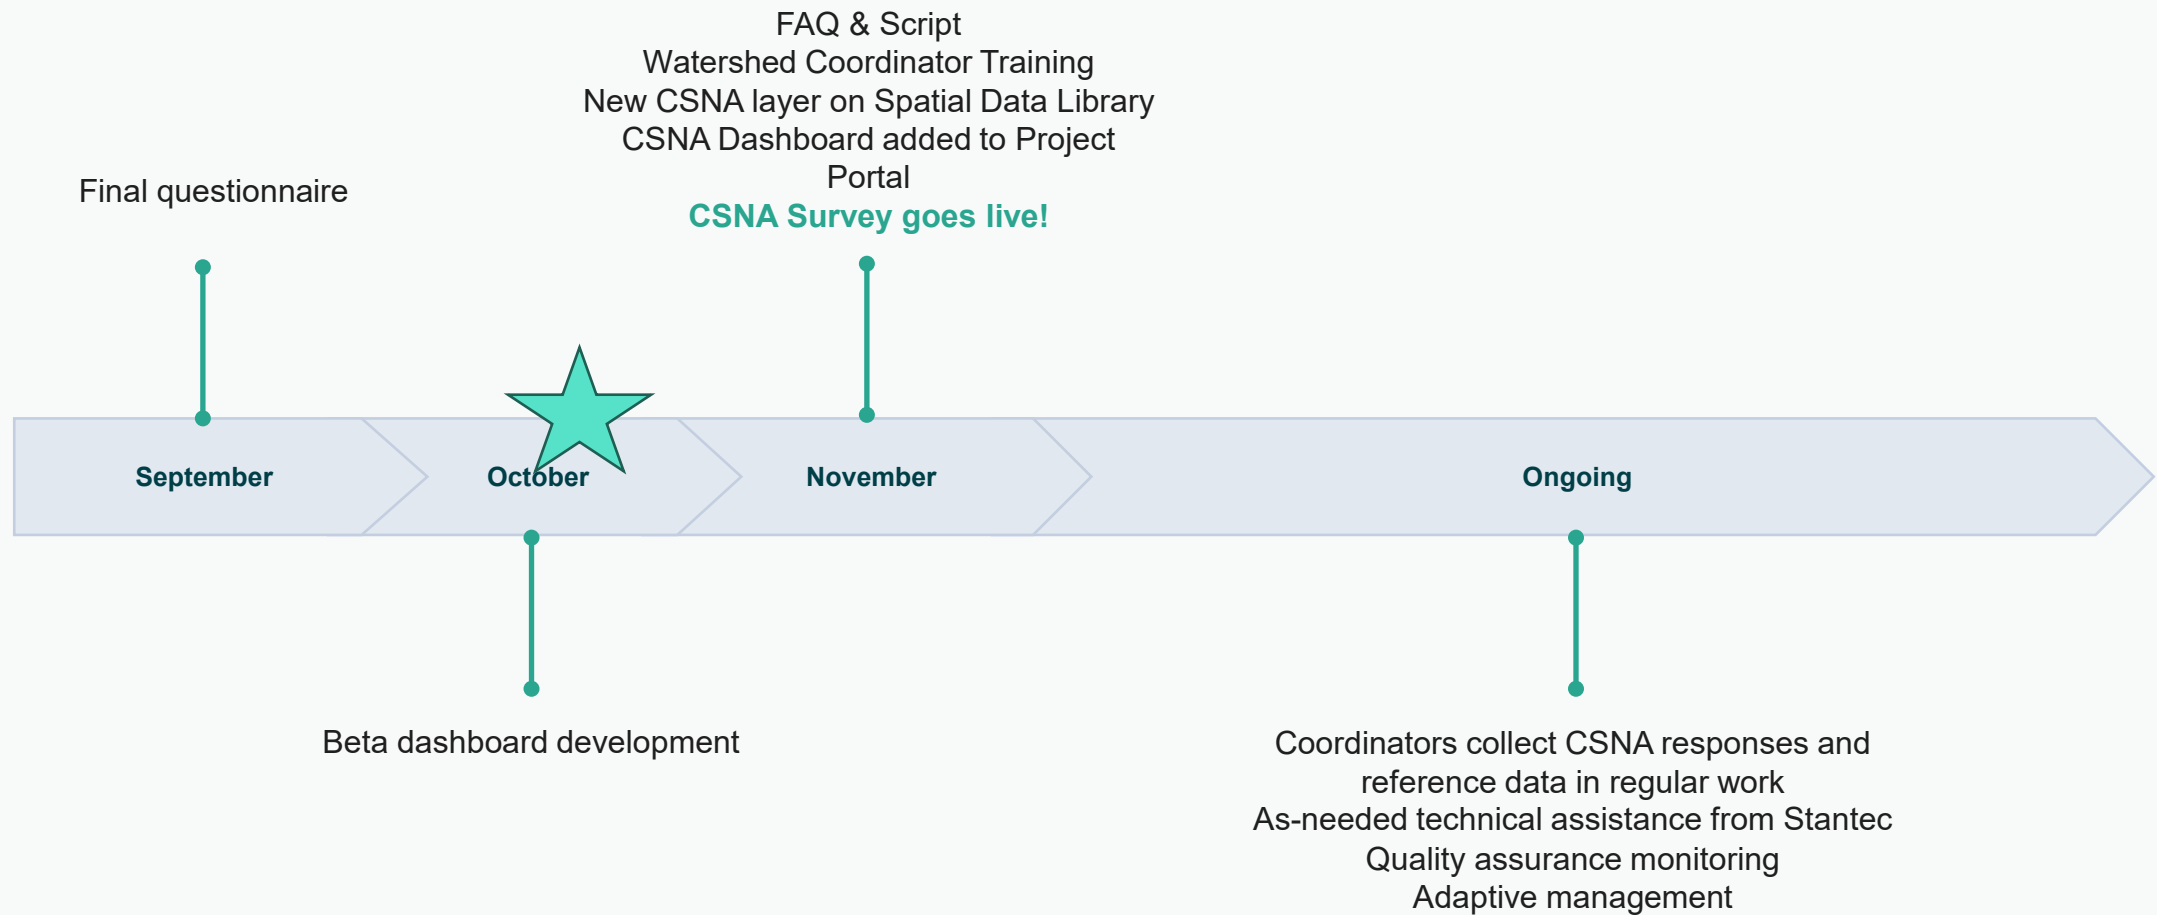 FAQ & Script
Watershed Coordinator Training
New CSNA layer on Spatial Data Library
CSNA Dashboard added to Project
Portal
CSNA Survey goes live!
Final questionnaire
September
October
November
Ongoing
Beta dashboard development
Coordinators collect CSNA responses and
reference data in regular work
As-needed technical assistance from Stantec
Quality assurance monitoring
Adaptive management